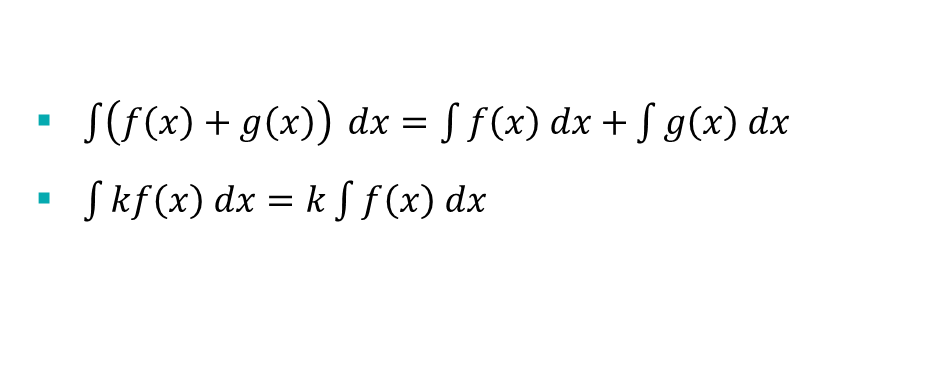 ▪ ∫(f(x) + g(x)) dx = ∫ f(x) dx + ∫ g(x) dx
▪ ∫ kf(x) dx = k ∫ f(x) dx